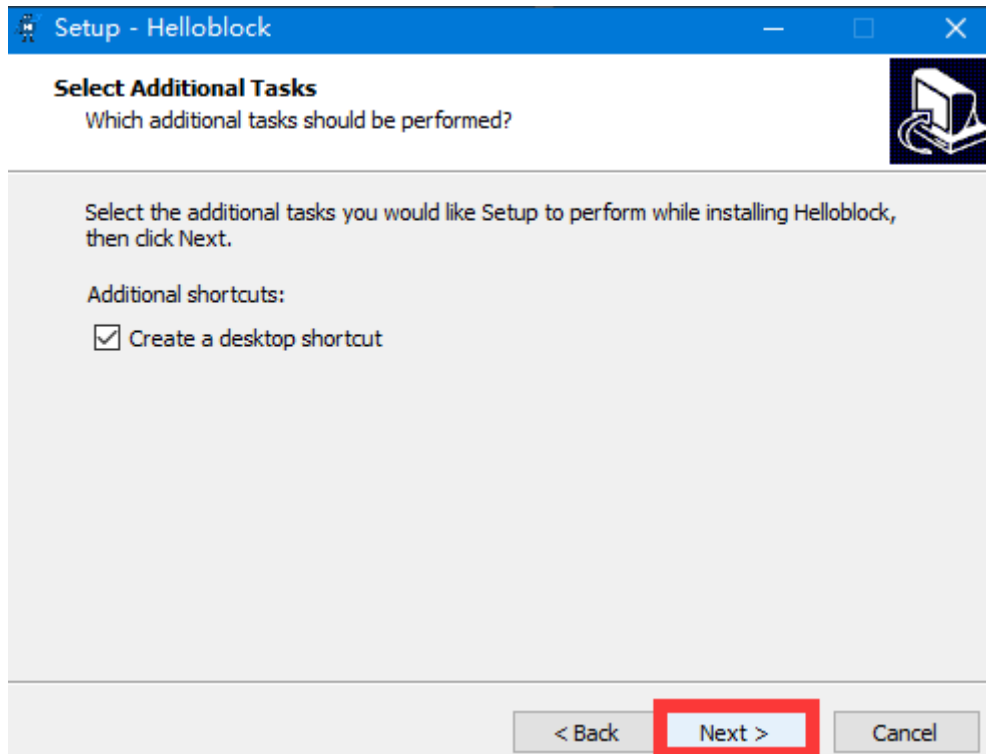 Setup - Helloblock
Select Additional Tasks
Which additional tasks should be performed?
Select the additional tasks you would like Setup to perform while installing Helloblock,
then click Next.
Additional shortcuts:
Create a desktop shortcut
< Back Next > Cancel